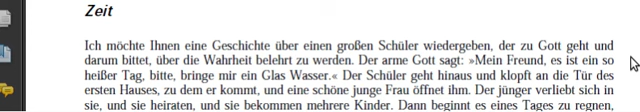 Zeit
Ich möchte Ihnen eine Geschichte über einen großen Schüler wiedergeben, der zu Gott geht und
darum bittet, über die Wahrheit belehrt zu werden. Der arme Gott sagt: »Mein Freund, es ist ein so
heißer Tag, bitte, bringe mir ein Glas Wasser.« Der Schüler geht hinaus und klopft an die Tür des
ersten Hauses, zu dem er kommt, und eine schöne junge Frau öffnet ihm. Der jünger verliebt sich in
sie, und sie heiraten, und sie bekommen mehrere Kinder. Dann beginnt es eines Tages zu regnen,